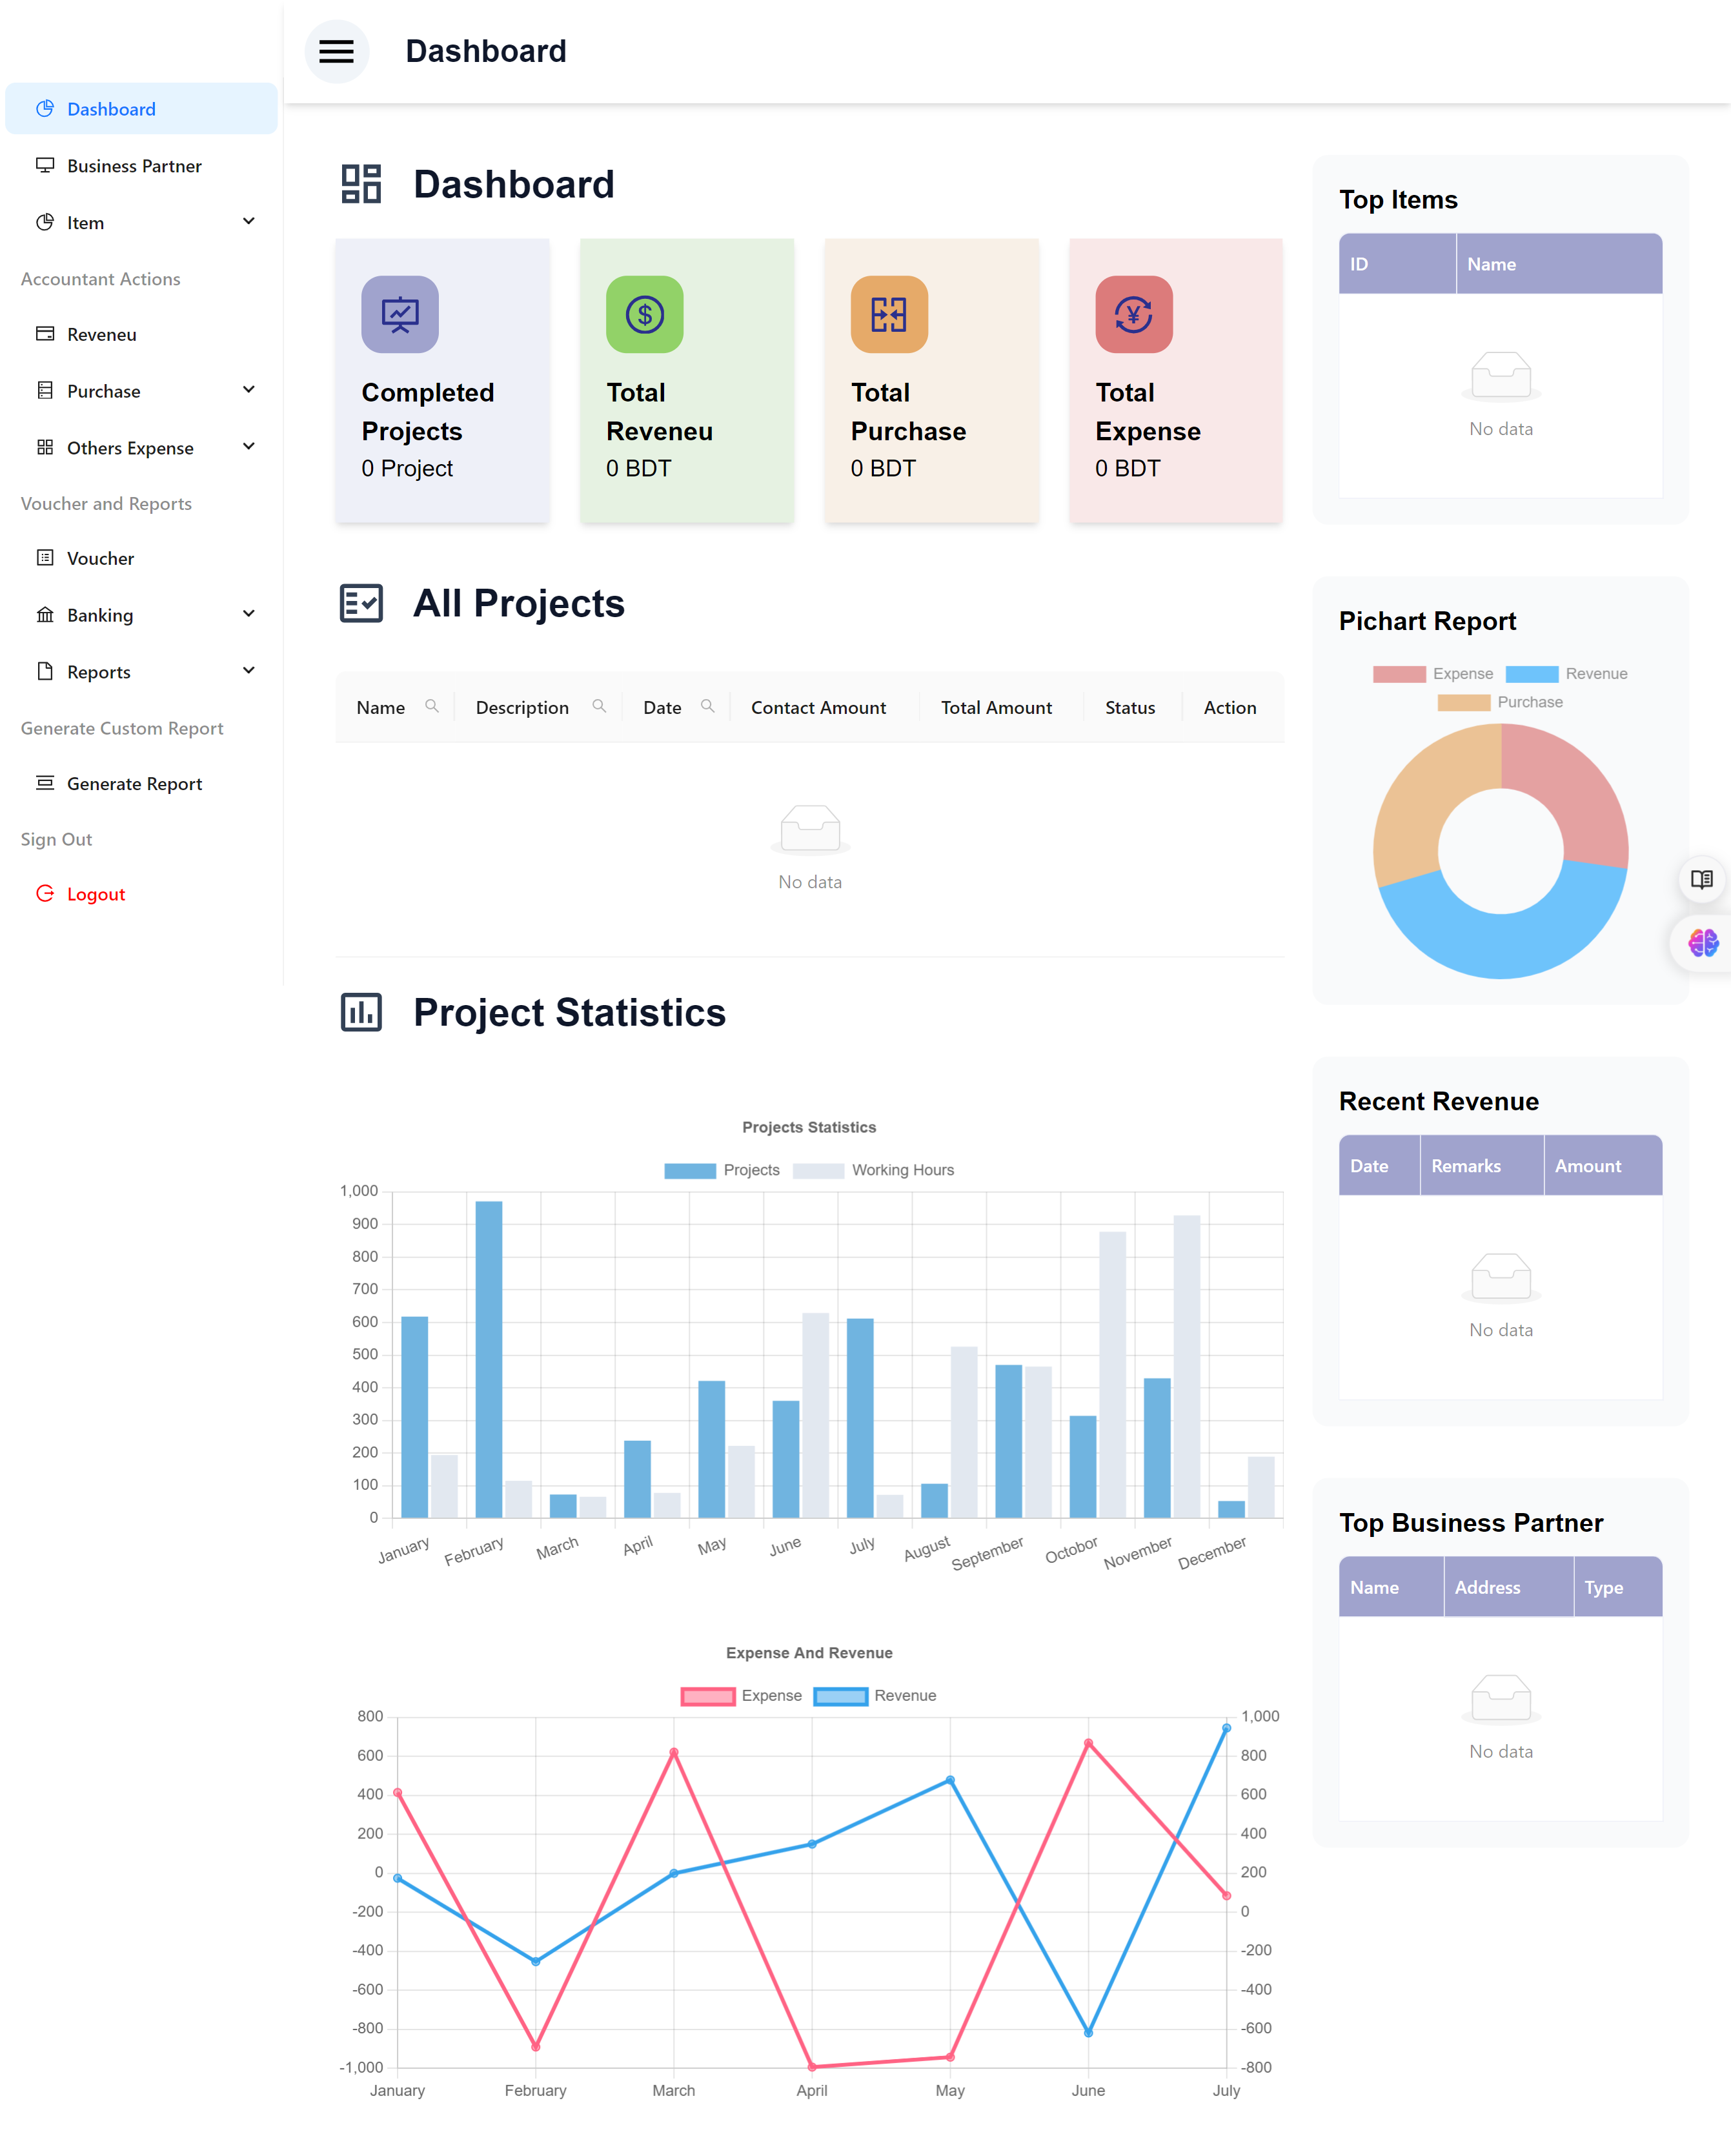 Dashboard
Dashboard
Business Partner
Item
Accountant Actions
Reveneu
Purchase
Others Expense
Voucher and Reports
Voucher
Banking
Reports
Generate Custom Report
Generate Report
Sign Out
Logout
Dashboard
Completed
Projects
0 Project
Total
Reveneu
0 BDT
Total
Purchase
0 BDT
Total
Expense
0 BDT
All Projects
Name Description Date Contact Amount Total Amount Status Action
No data
Project Statistics
Projects Statistics
Projects Working Hours
1,000
900
800
700
600
500
400
300
200
100
0
January February March April May June July August September Octobor November December
Expense And Revenue
Expense Revenue
800 1,000
600 800
400 600
200 400
0 200
-200 0
-400 -200
-600 -400
-800 -600
-1,000 -800
January February March April May June July
Top Items
ID Name
No data
Pichart Report
Expense Revenue
Purchase
Recent Revenue
Date Remarks Amount
No data
Top Business Partner
Name Address Type
No data